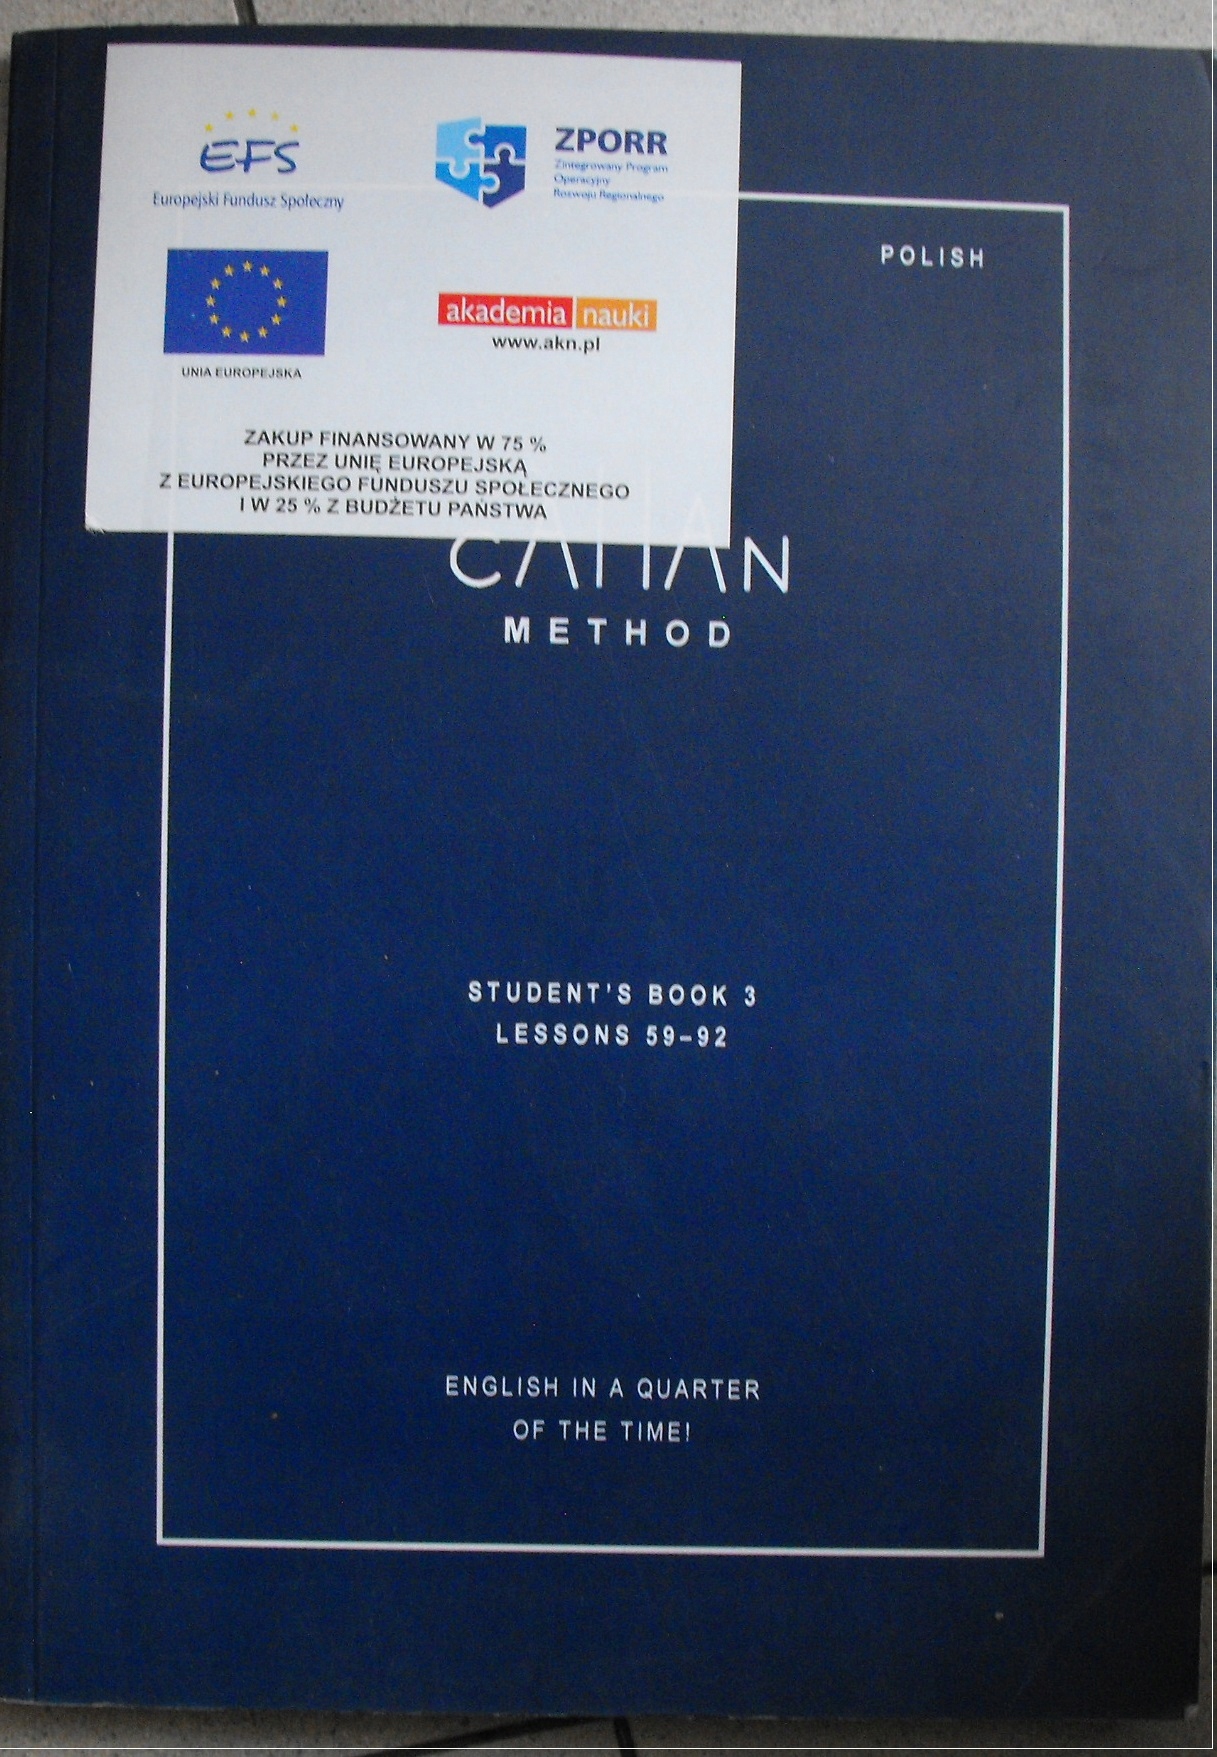 EFS
Europejski Fundusz Społeczny
ZPORR
Zintegrowany Program
Operacyjny
Rozwoju Regionalnego
UNIA EUROPEJSKA
akademia nauki
www.akn.pl
ZAKUP FINANSOWANY W 75 %
PRZEZ UNIĘ EUROPEJSKĄ
Z EUROPEJSKIEGO FUNDUSZU SPOŁECZNEGO
I W 25 % Z BUDŻETU PAŃSTWA
POLISH
METHOD
STUDENT'S BOOK 3
LESSONS 59-92
ENGLISH IN A QUARTER
OF THE TIME!